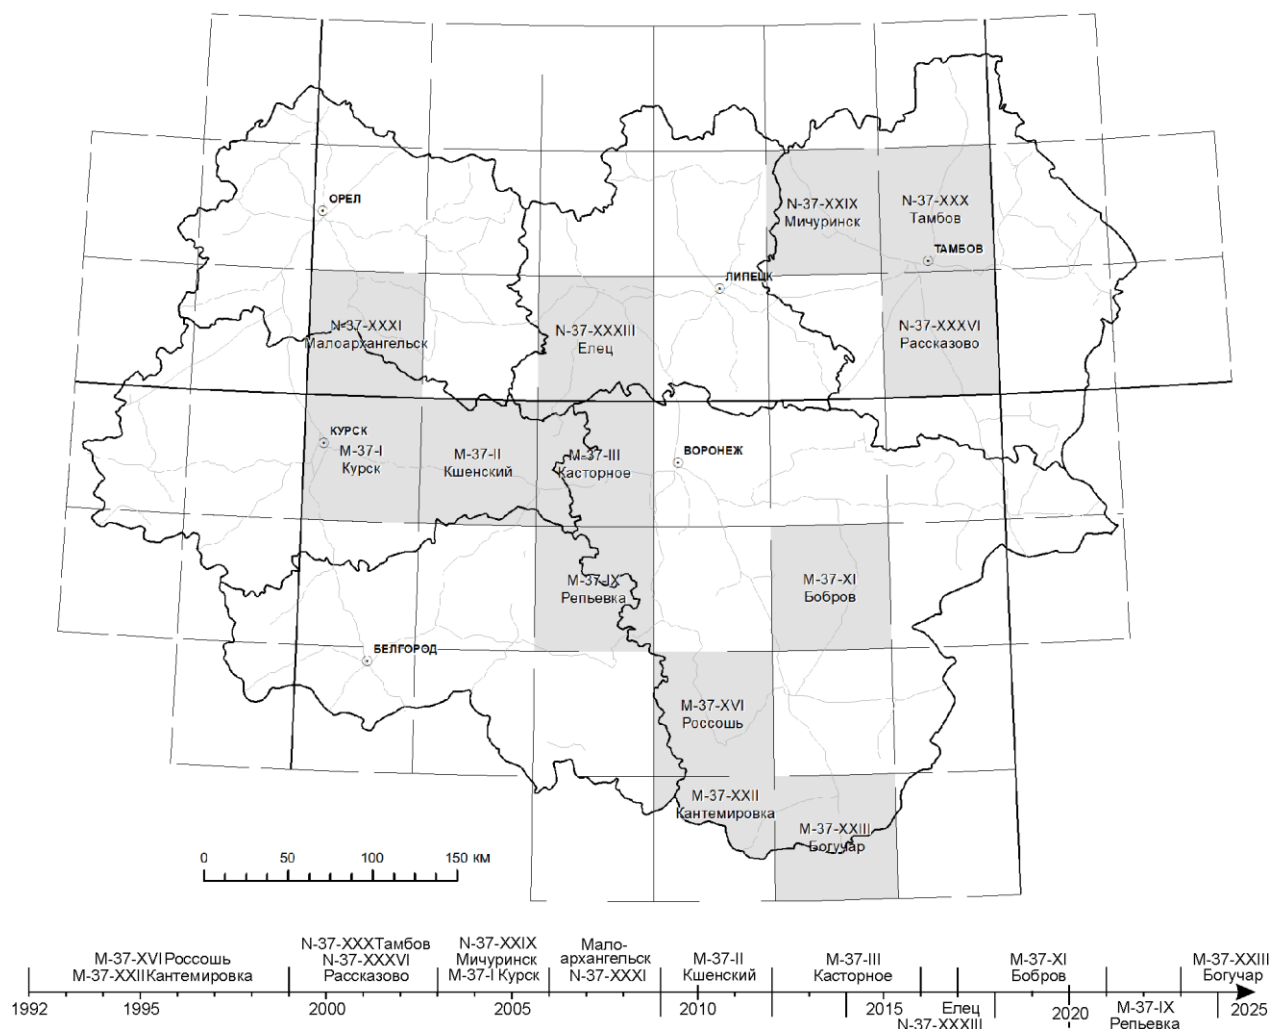 ОРЕЛ
N-37-XXIX
Мичуринск
N-37-XXX
Тамбов
ТАМБОВ
ЛИПЕЦК
N-37-XXXI
Малоархангельск
N-37-XXXIII
Елец
N-37-XXXVI
Рассказово
КУРСК
M-37-I
Курск
M-37-II
Кшенский
M-37-III
Касторное
ВОРОНЕЖ
M-37-IX
Репьевка
M-37-XI
Бобров
БЕЛГОРОД
M-37-XVI
Россошь
M-37-XXII
Кантемировка
M-37-XXIII
Богучар
0 50 100 150 км
M-37-XVI Россошь
M-37-XXII Кантемировка
N-37-XXX Тамбов
N-37-XXXVI
Рассказово
N-37-XXIX
Мичуринск
M-37-I Курск
Мало-
архангельск
N-37-XXXI
M-37-II
Кшенский
M-37-III
Касторное
M-37-XI
Бобров
M-37-XXIII
Богучар
1992 1995 2000 2005 2010 2015 2020 2025
Елец
N-37-XXXIII
M-37-IX
Репьевка